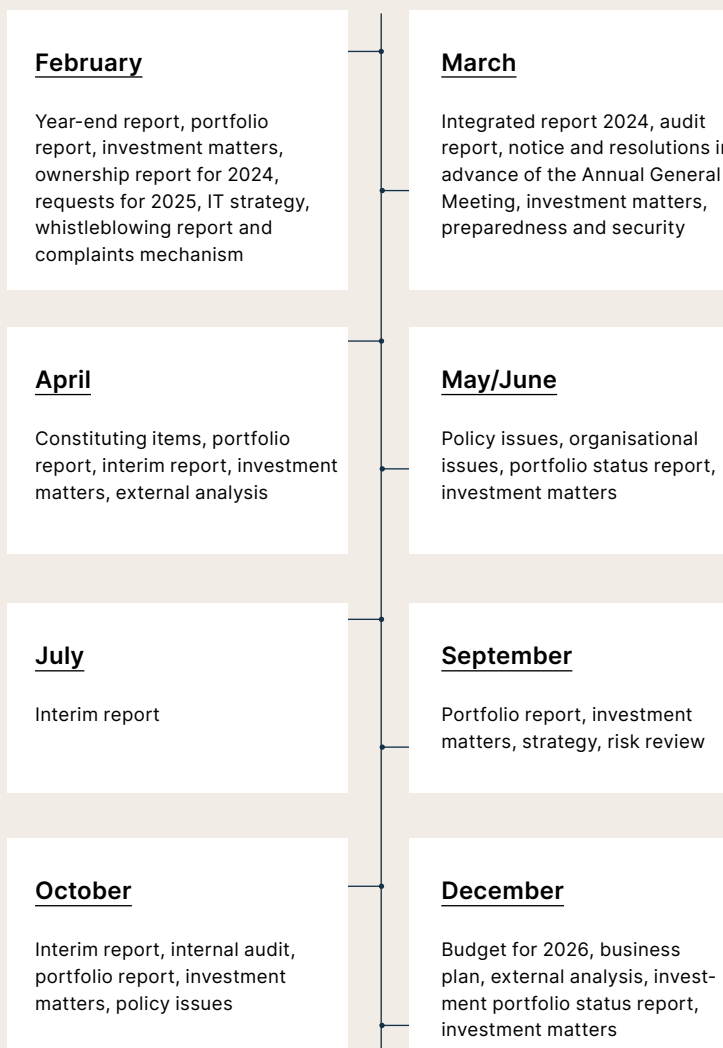 February
Year-end report, portfolio
report, investment matters,
ownership report for 2024,
requests for 2025, IT strategy,
whistleblowing report and
complaints mechanism
March
Integrated report 2024, audit
report, notice and resolutions
advance of the Annual General
Meeting, investment matters,
preparedness and security
April
Constituting items, portfolio
report, interim report, investment
matters, external analysis
May/June
Policy issues, organisational
issues, portfolio status report,
investment matters
July
Interim report
September
Portfolio report, investment
matters, strategy, risk review
October
Interim report, internal audit,
portfolio report, investment
matters, policy issues
December
Budget for 2026, business
plan, external analysis, invest-
ment portfolio status report,
investment matters